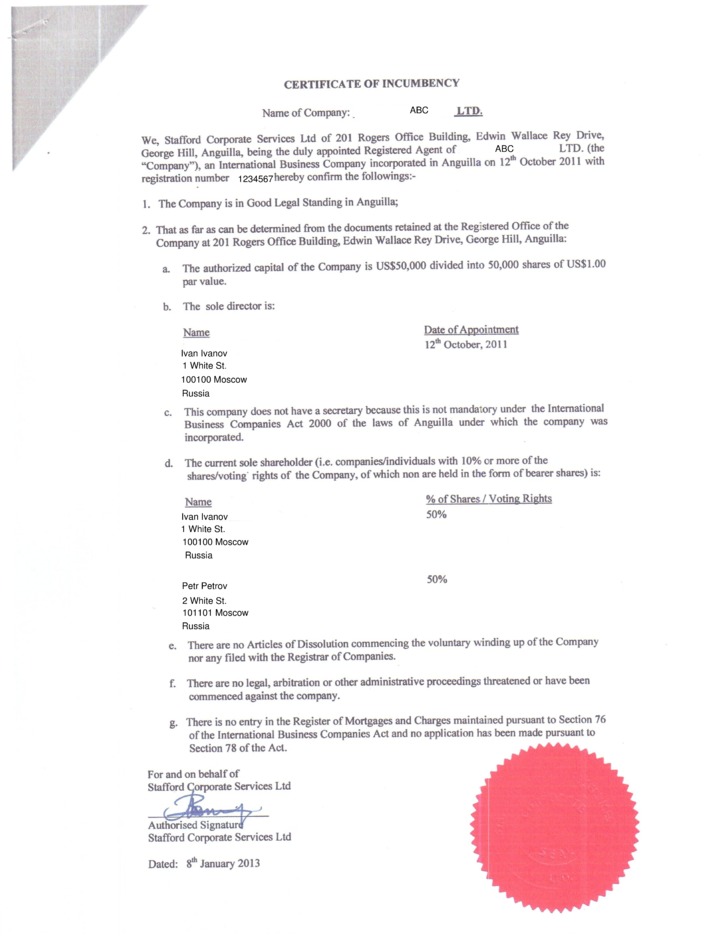 CERTIFICATE OF INCUMBENCY
Name of Company: ABC LTD.
We, Stafford Corporate Services Ltd of 201 Rogers Office Building, Edwin Wallace Rey Drive,
George Hill, Anguilla, being the duly appointed Registered Agent of ABC LTD. (the
“Company”), an International Business Company incorporated in Anguilla on 12th October 2011 with
registration number 1234567 hereby confirm the followings:-
1. The Company is in Good Legal Standing in Anguilla;
2. That as far as can be determined from the documents retained at the Registered Office of the
Company at 201 Rogers Office Building, Edwin Wallace Rey Drive, George Hill, Anguilla:
a. The authorized capital of the Company is US$50,000 divided into 50,000 shares of US$1.00
par value.
b. The sole director is:
Name Date of Appointment
12th October, 2011
Ivan Ivanov
1 White St.
100100 Moscow
Russia
c. This company does not have a secretary because this is not mandatory under the International
Business Companies Act 2000 of the laws of Anguilla under which the company was
incorporated.
d. The current sole shareholder (i.e. companies/individuals with 10% or more of the
shares/voting rights of the Company, of which non are held in the form of bearer shares) is:
Name % of Shares / Voting Rights
Ivan Ivanov 50%
1 White St.
100100 Moscow
Russia
Petr Petrov 50%
2 White St.
101101 Moscow
Russia
e. There are no Articles of Dissolution commencing the voluntary winding up of the Company
nor any filed with the Registrar of Companies.
f. There are no legal, arbitration or other administrative proceedings threatened or have been
commenced against the company.
g. There is no entry in the Register of Mortgages and Charges maintained pursuant to Section 76
of the International Business Companies Act and no application has been made pursuant to
Section 78 of the Act.
For and on behalf of
Stafford Corporate Services Ltd
Authorised Signature
Stafford Corporate Services Ltd
Dated: 8th January 2013